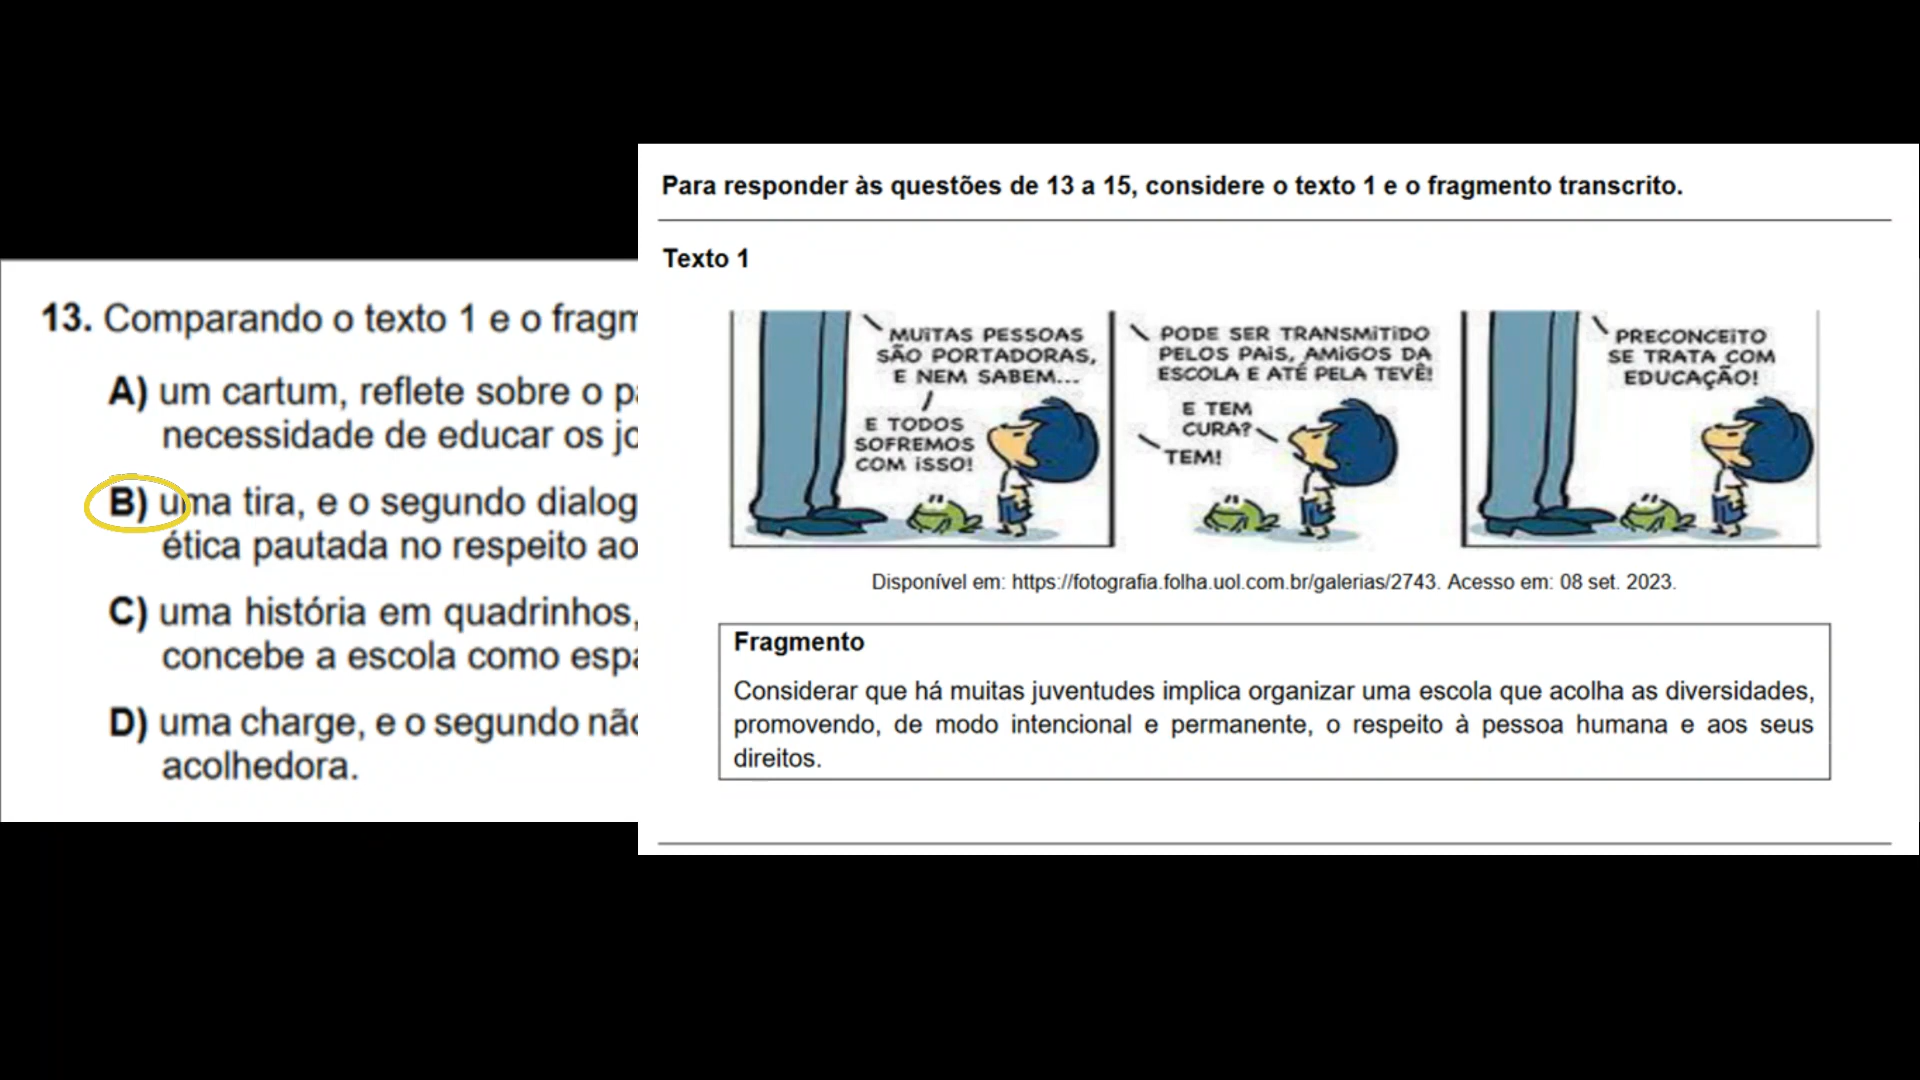 13. Comparando o texto 1 e o
A) um cartum, reflete sobre o
necessidade de educar os
B) uma tira, e o segundo
ética pautada no respeito ao
C) uma história em quadrinhos,
concebe a escola como
D) uma charge, e o segundo
acolhedora.
Para responder às questões de 13 a 15, considere o texto 1 e o fragmento transcrito.
Texto 1
MUITAS PESSOAS
SÃO PORTADORAS,
E NEM SABEM...
E TODOS
SOFREMOS
COM ISSO!
PODE SER TRANSMITIDO
PELOS PAIS, AMIGOS DA
ESCOLA E ATÉ PELA TEVÊ!
E TEM
CURA?
TEM!
PRECONCEITO
SE TRATA COM
EDUCAÇÃO!
Disponível em: https://fotografia.folha.uol.com.br/galerias/2743. Acesso em: 08 set. 2023.
Fragmento
Considerar que há muitas juventudes implica organizar uma escola que acolha as diversidades,
promovendo, de modo intencional e permanente, o respeito à pessoa humana e aos seus
direitos.